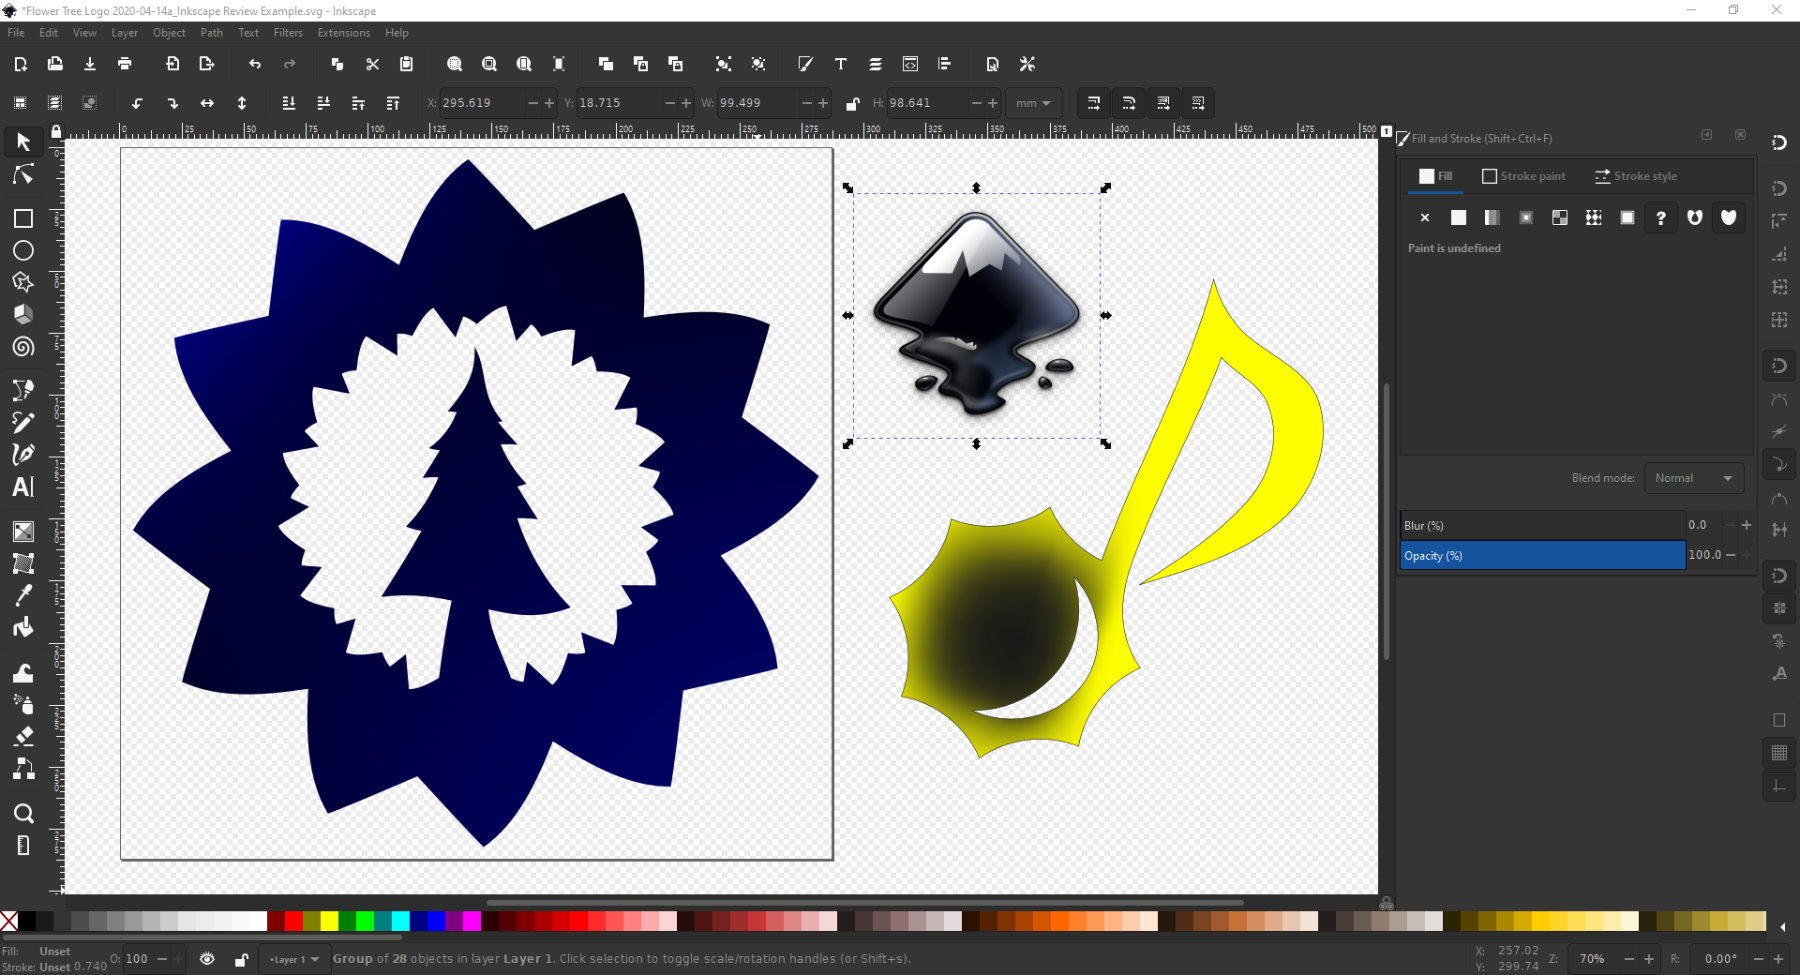 *Flower Tree Logo 2020-04-14a_Inkscape Review Example.svg - Inkscape
File Edit View Layer Object Path Text Filters Extensions Help
X: 295.619 Y: 18.715 W: 99.499 H: 98.641 mm
0 25 50 75 100 125 150 175 200 225 250 275 300 325 350 375 400 425 450 475 500
1
Fill and Stroke (Shift+Ctrl+F)
Fill Stroke paint Stroke style
Paint is undefined
Blend mode: Normal
Blur (%) 0.0
Opacity (%) 100.0
Fill: Unset O: 100 •Layer 1 Group of 28 objects in layer Layer 1. Click selection to toggle scale/rotation handles (or Shift+s). X: 257.02 Z: 70% R: 0.00°
Stroke: Unset 0.740 Y: 299.74